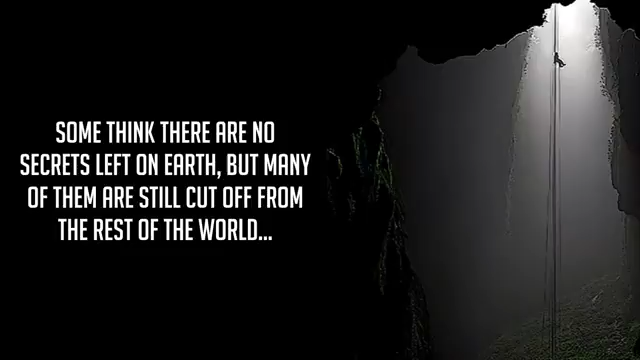 SOME THINK THERE ARE NO
SECRETS LEFT ON EARTH, BUT MANY
OF THEM ARE STILL CUT OFF FROM
THE REST OF THE WORLD...